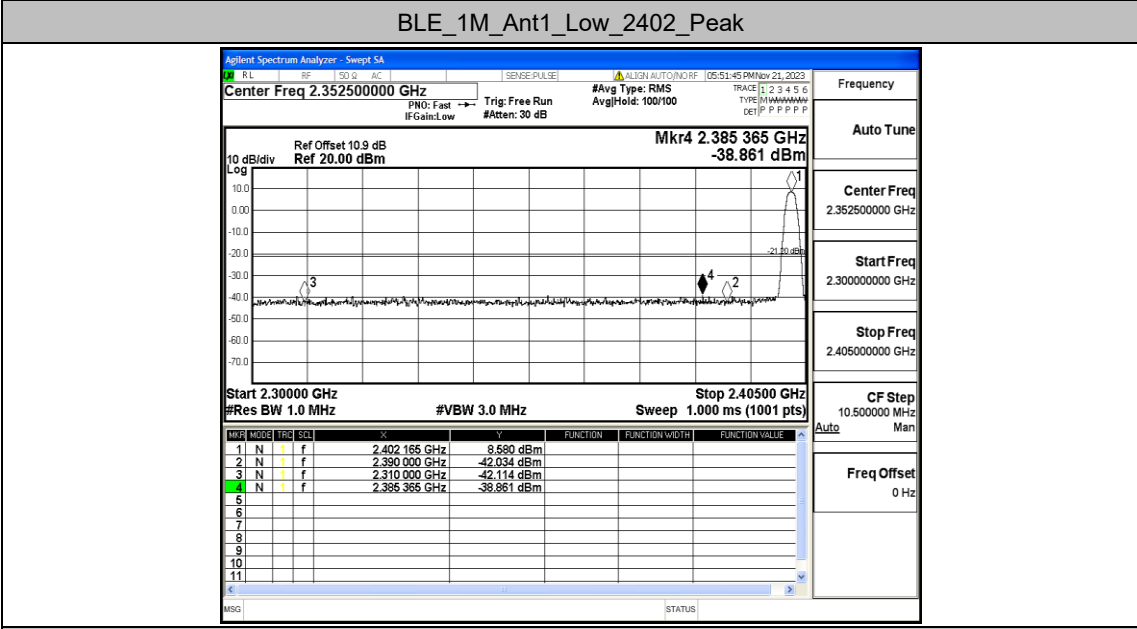 BLE_1M_Ant1_Low_2402_Peak
Agilent Spectrum Analyzer - Swept SA
RL RF 50 Ω AC SENSE:PULSE ALIGN AUTO/NO RF 05:51:45 PM Nov 21, 2023
Center Freq 2.352500000 GHz
PNO: Fast
IFGain:Low
Trig: Free Run
#Atten: 30 dB
#Avg Type: RMS
Avg|Hold: 100/100
TRACE 1 2 3 4 5 6
TYPE M WWWWW
DET P P P P P P
Frequency
Auto Tune
Center Freq
2.352500000 GHz
Start Freq
2.300000000 GHz
Stop Freq
2.405000000 GHz
CF Step
10.500000 MHz
Auto Man
Freq Offset
0 Hz
Mkr4 2.385 365 GHz
-38.861 dBm
Ref Offset 10.9 dB
10 dB/div Ref 20.00 dBm
Log
10.0
0.00
-10.0
-20.0
-30.0
-40.0
-50.0
-60.0
-70.0
1
-21.20 dBm
3
4
2
Start 2.30000 GHz Stop 2.40500 GHz
#Res BW 1.0 MHz #VBW 3.0 MHz Sweep 1.000 ms (1001 pts)
MKR MODE TRC SCL X Y FUNCTION FUNCTION WIDTH FUNCTION VALUE
1 N 1 f 2.402 165 GHz 8.580 dBm
2 N 1 f 2.390 000 GHz -42.034 dBm
3 N 1 f 2.310 000 GHz -42.114 dBm
4 N 1 f 2.385 365 GHz -38.861 dBm
5
6
7
8
9
10
11
MSG STATUS